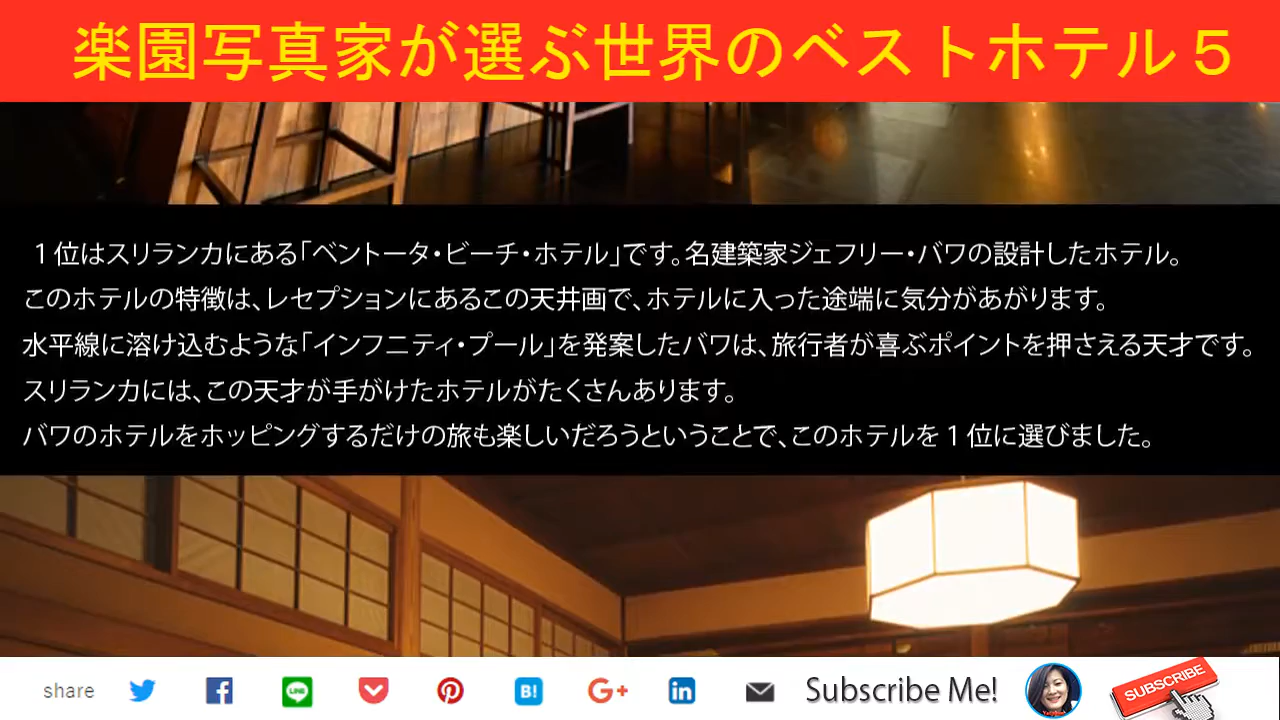 楽園写真家が選ぶ世界のベストホテル５
１位はスリランカにある「ベントータ・ビーチ・ホテル」です。名建築家ジェフリー・バワの設計したホテル。
このホテルの特徴は、レセプションにあるこの天井画で、ホテルに入った途端に気分があがります。
水平線に溶け込むような「インフニティ・プール」を発案したバワは、旅行者が喜ぶポイントを押さえる天才です。
スリランカには、この天才が手がけたホテルがたくさんあります。
バワのホテルをホッピングするだけの旅も楽しいだろうということで、このホテルを１位に選びました。
share LINE B! G+ in Subscribe Me! SUBSCRIBE